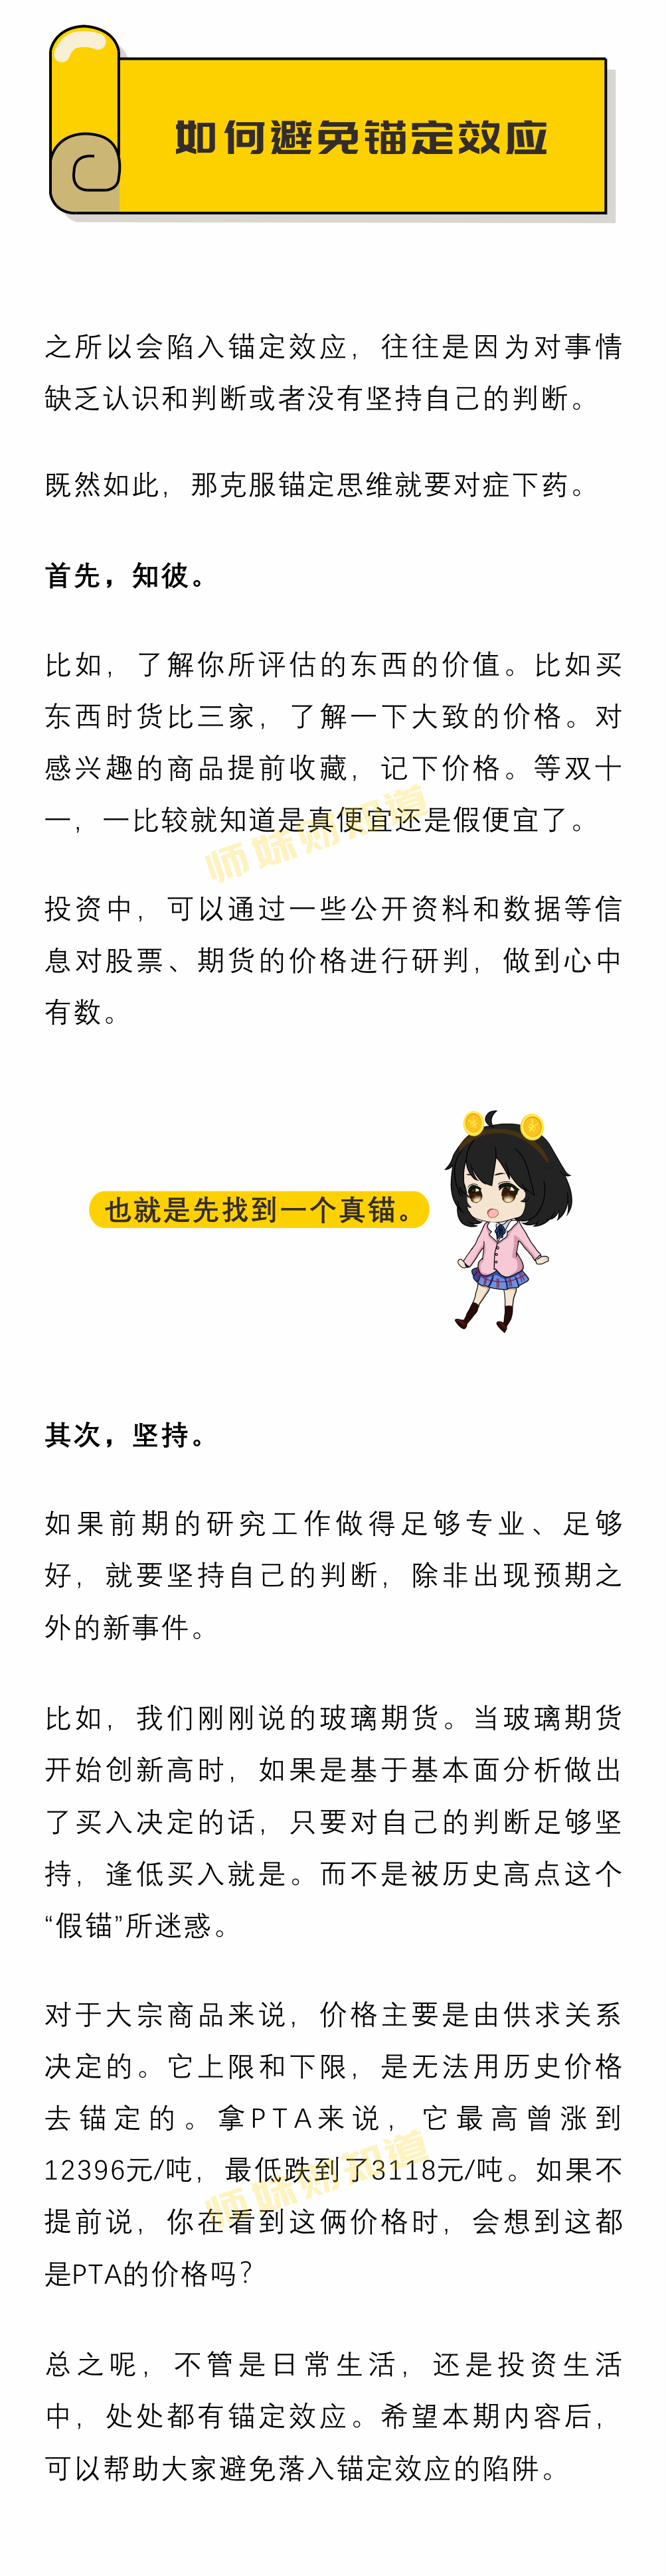 如何避免锚定效应
之所以会陷入锚定效应，往往是因为对事情
缺乏认识和判断或者没有坚持自己的判断。
既然如此，那克服锚定思维就要对症下药。
首先，知彼。
比如，了解你所评估的东西的价值。比如买
东西时货比三家，了解一下大致的价格。对
感兴趣的商品提前收藏，记下价格。等双十
一，一比较就知道是真便宜还是假便宜了。
师妹财知道
投资中，可以通过一些公开资料和数据等信
息对股票、期货的价格进行研判，做到心中
有数。
也就是先找到一个真锚。
其次，坚持。
如果前期的研究工作做得足够专业、足够
好，就要坚持自己的判断，除非出现预期之
外的新事件。
比如，我们刚刚说的玻璃期货。当玻璃期货
开始创新高时，如果是基于基本面分析做出
了买入决定的话，只要对自己的判断足够坚
持，逢低买入就是。而不是被历史高点这个
“假锚”所迷惑。
对于大宗商品来说，价格主要是由供求关系
决定的。它上限和下限，是无法用历史价格
去锚定的。拿PTA来说，它最高曾涨到
12396元/吨，最低跌到了3118元/吨。如果不
师妹财知道
提前说，你在看到这俩价格时，会想到这都
是PTA的价格吗？
总之呢，不管是日常生活，还是投资生活
中，处处都有锚定效应。希望本期内容后，
可以帮助大家避免落入锚定效应的陷阱。